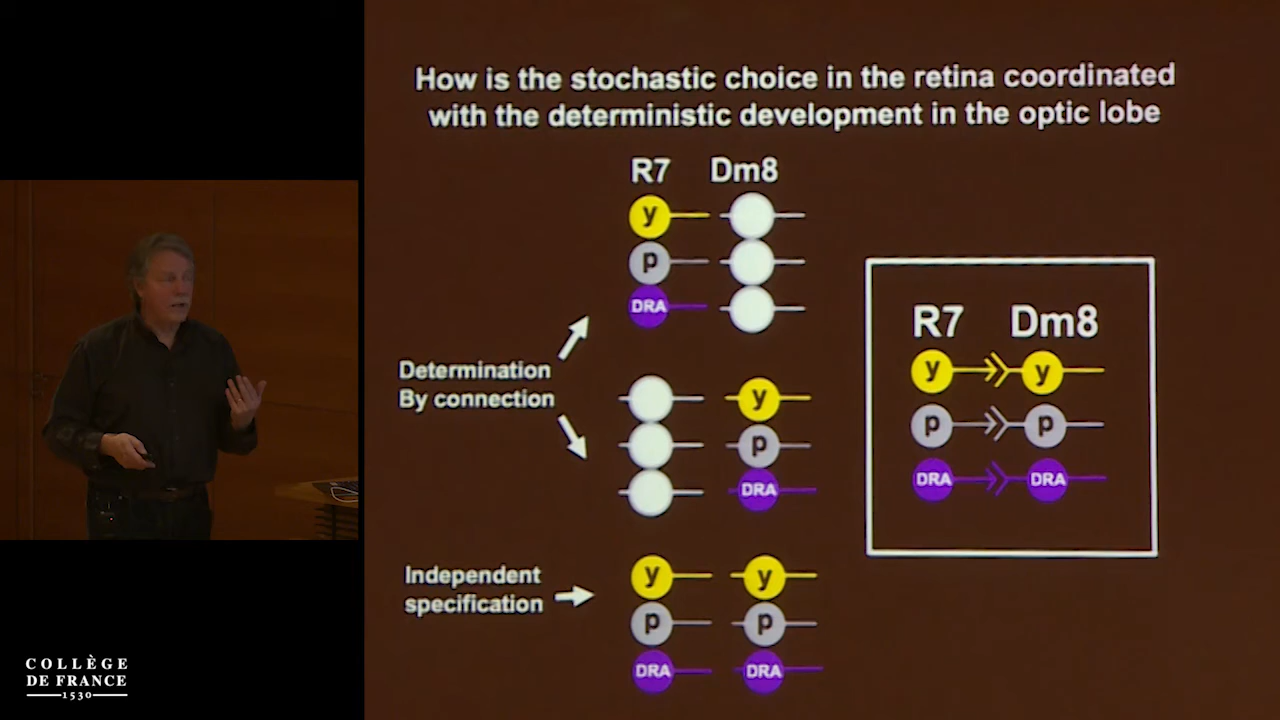 How is the stochastic choice in the retina coordinated
with the deterministic development in the optic lobe
R7 Dm8
y
p
DRA
Determination
By connection
y
p
DRA
Independent
specification
y y
p p
DRA DRA
R7 Dm8
y y
p p
DRA DRA
COLLÈGE
DE FRANCE
1530